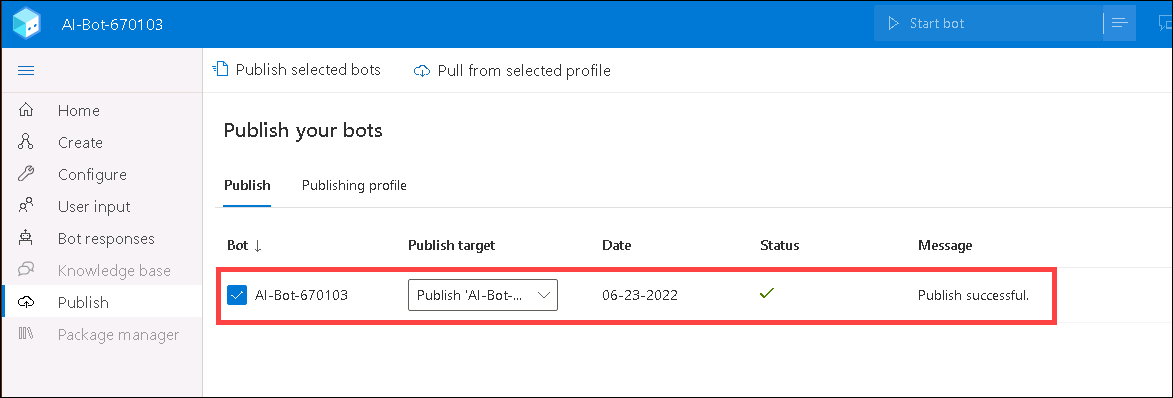 AI-Bot-670103
Start bot
Publish selected bots
Pull from selected profile
Home
Create
Configure
User input
Bot responses
Knowledge base
Publish
Package manager
Publish your bots
Publish
Publishing profile
Bot ↓ Publish target Date Status Message
AI-Bot-670103 Publish 'AI-Bot-... 06-23-2022 Publish successful.